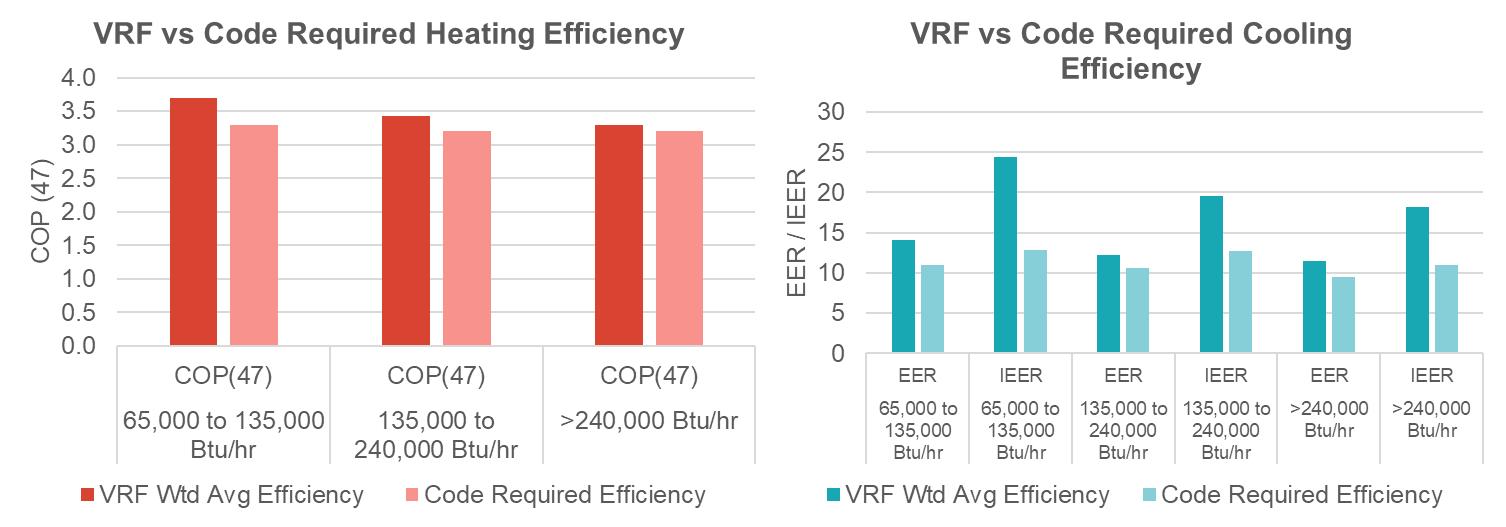 VRF vs Code Required Heating Efficiency
4.0
3.5
3.0
2.5
2.0
1.5
1.0
0.5
0.0
COP (47)
COP(47)
COP(47)
COP(47)
65,000 to 135,000
Btu/hr
135,000 to
240,000 Btu/hr
>240,000 Btu/hr
VRF Wtd Avg Efficiency
Code Required Efficiency
VRF vs Code Required Cooling
Efficiency
30
25
20
15
10
5
0
EER / IEER
EER
IEER
EER
IEER
EER
IEER
65,000 to
135,000
Btu/hr
65,000 to
135,000
Btu/hr
135,000 to
240,000
Btu/hr
135,000 to
240,000
Btu/hr
>240,000
Btu/hr
>240,000
Btu/hr
VRF Wtd Avg Efficiency
Code Required Efficiency